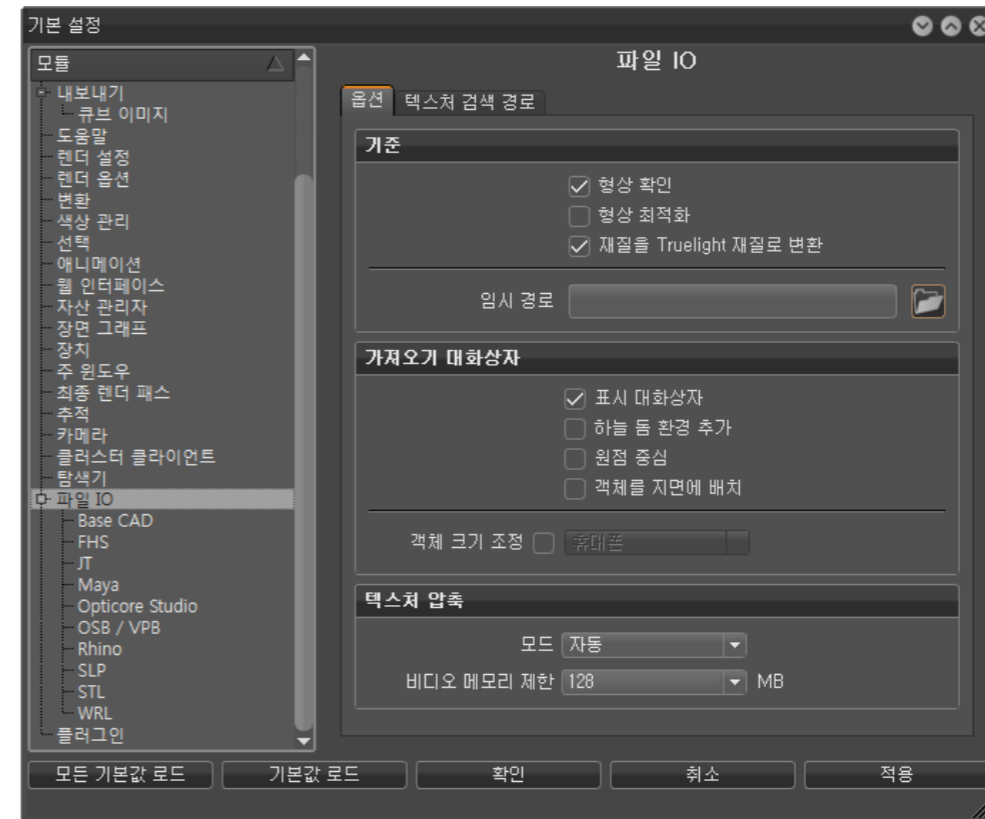 기본 설정
모듈
내보내기
큐브 이미지
도움말
렌더 설정
렌더 옵션
변환
색상 관리
선택
애니메이션
웹 인터페이스
자산 관리자
장면 그래프
장치
주 윈도우
최종 렌더 패스
추적
카메라
클러스터 클라이언트
탐색기
파일 IO
Base CAD
FHS
JT
Maya
Opticore Studio
OSB / VPB
Rhino
SLP
STL
WRL
플러그인
파일 IO
옵션 텍스처 검색 경로
기준
형상 확인
형상 최적화
재질을 Truelight 재질로 변환
임시 경로
가져오기 대화상자
표시 대화상자
하늘 돔 환경 추가
원점 중심
객체를 지면에 배치
객체 크기 조정 휴대폰
텍스처 압축
모드 자동
비디오 메모리 제한 128 MB
모든 기본값 로드 기본값 로드 확인 취소 적용